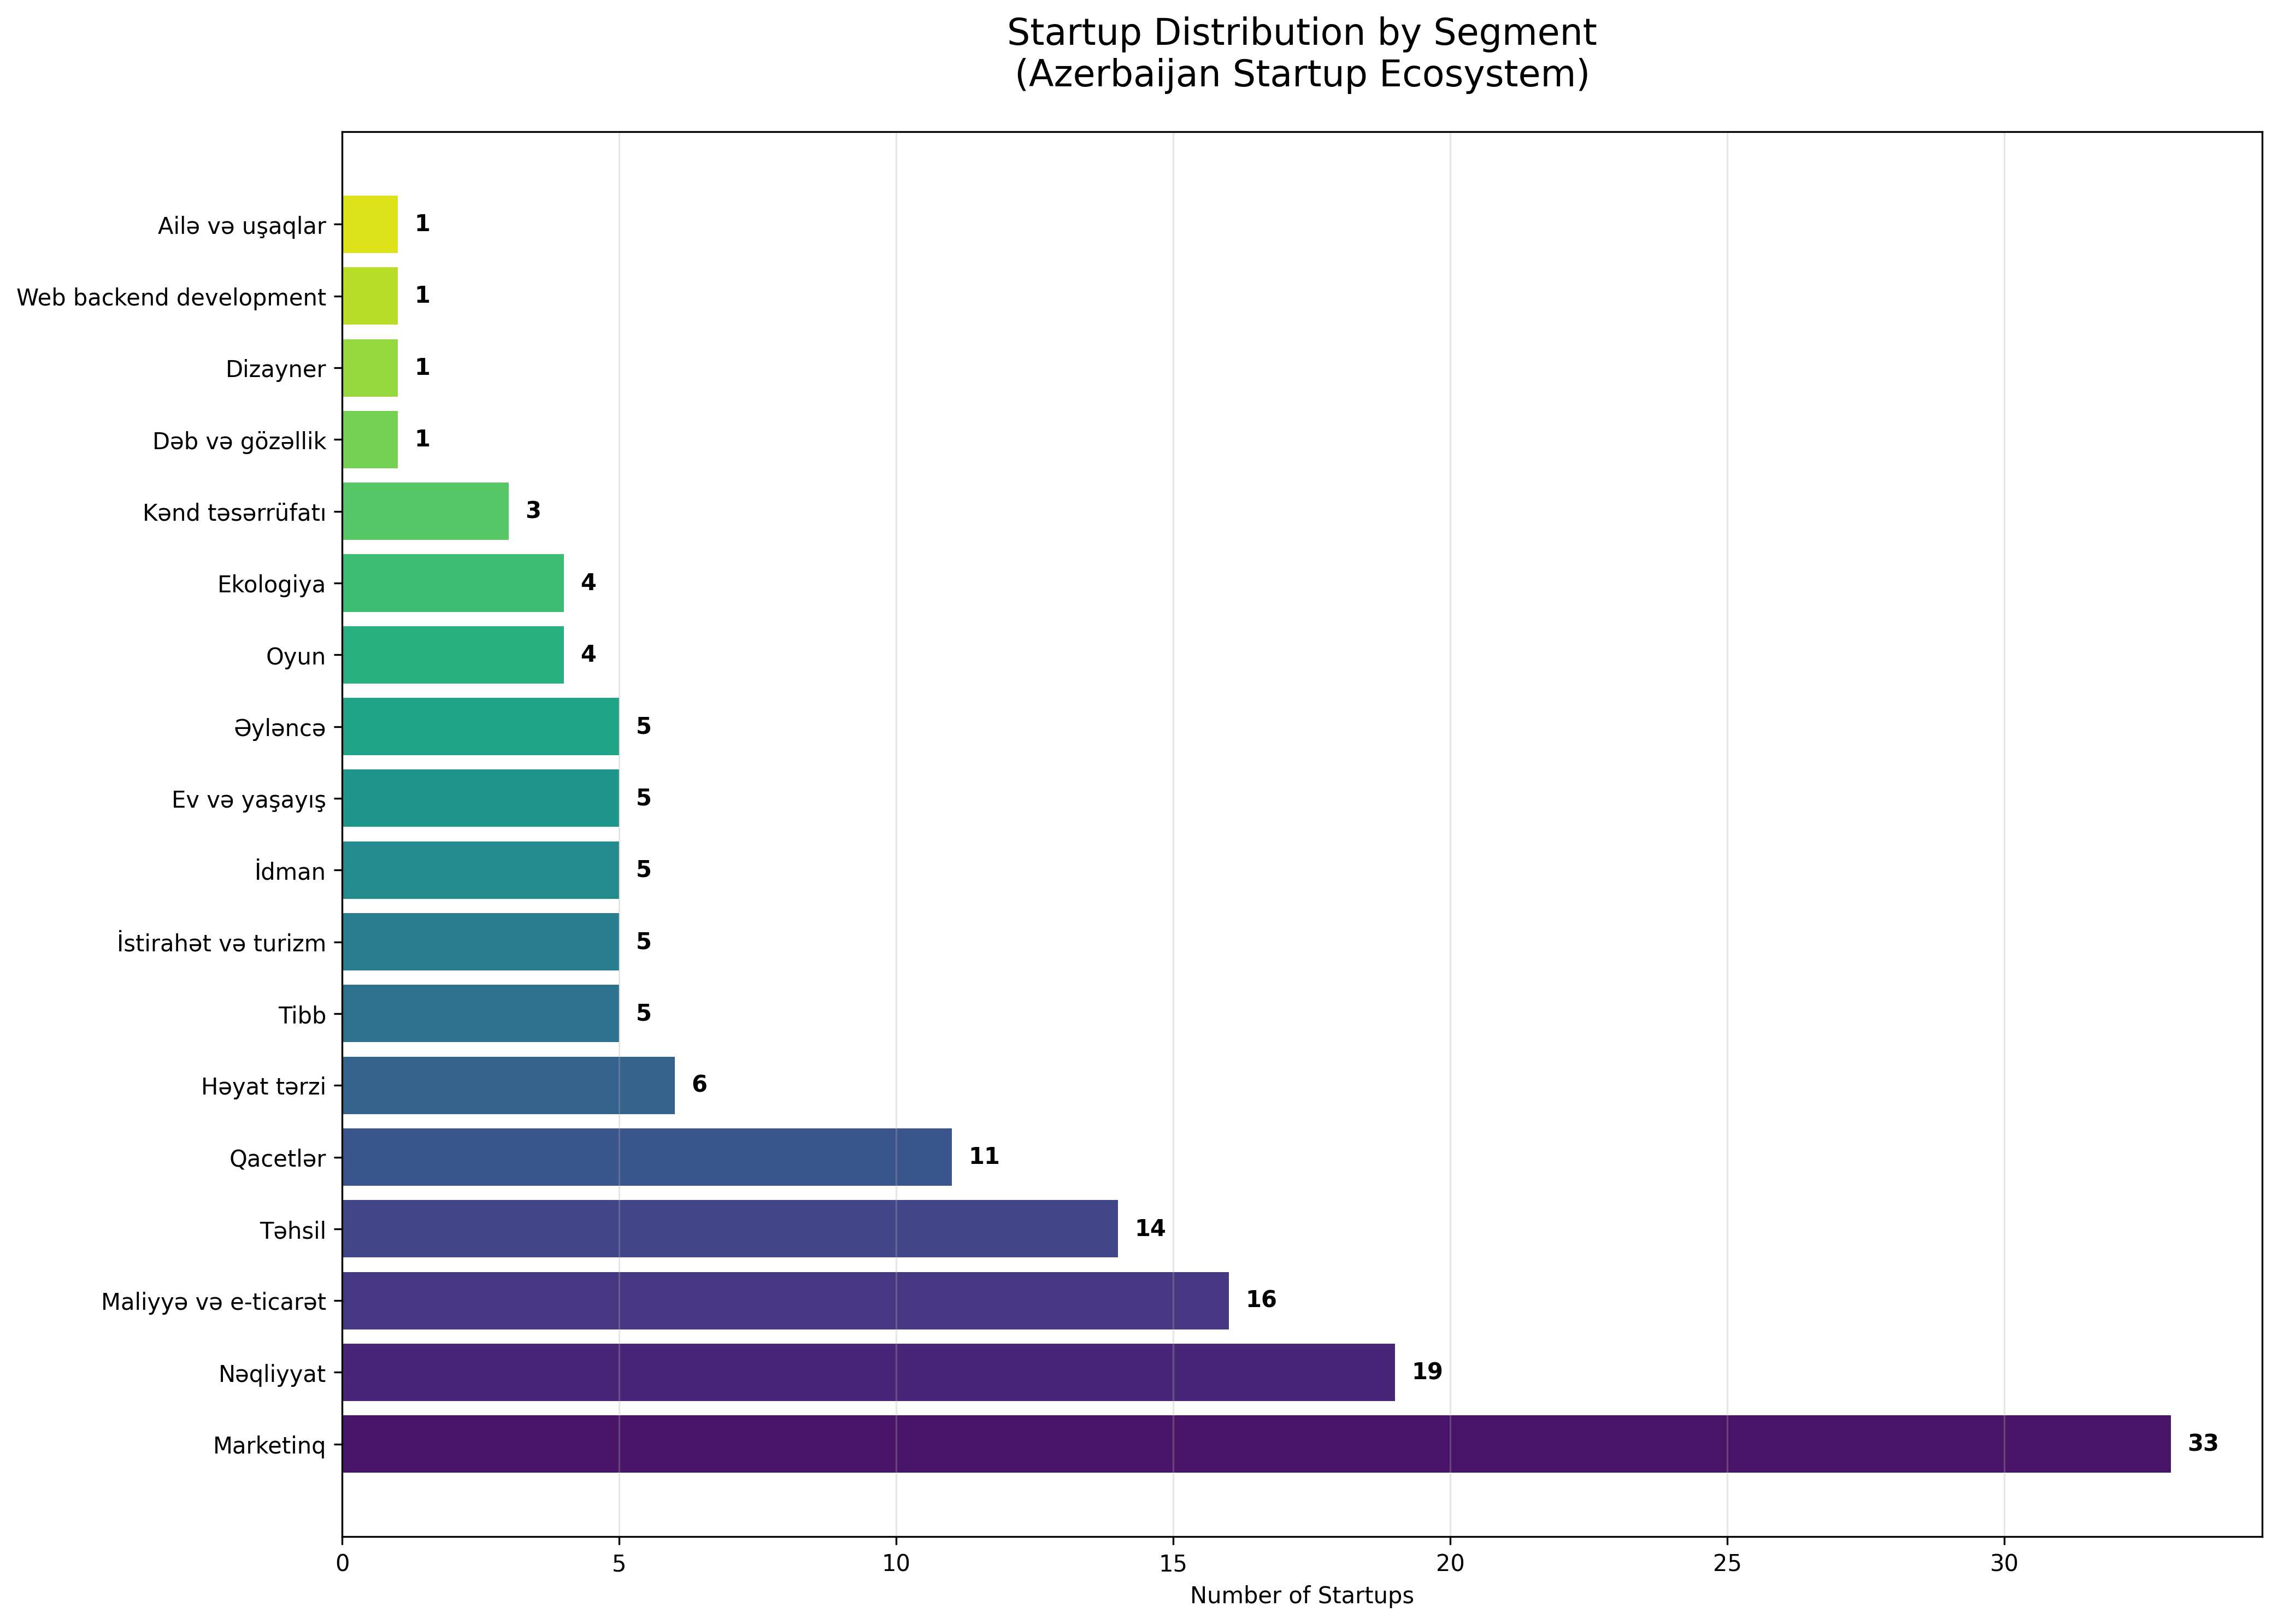 Startup Distribution by Segment
(Azerbaijan Startup Ecosystem)
Ailə və uşaqlar 1
Web backend development 1
Dizayner 1
Dəb və gözəllik 1
Kənd təsərrüfatı 3
Ekologiya 4
Oyun 4
Əyləncə 5
Ev və yaşayış 5
İdman 5
İstirahət və turizm 5
Tibb 5
Həyat tərzi 6
Qacetlər 11
Təhsil 14
Maliyyə və e-ticarət 16
Nəqliyyat 19
Marketinq 33
0 5 10 15 20 25 30
Number of Startups